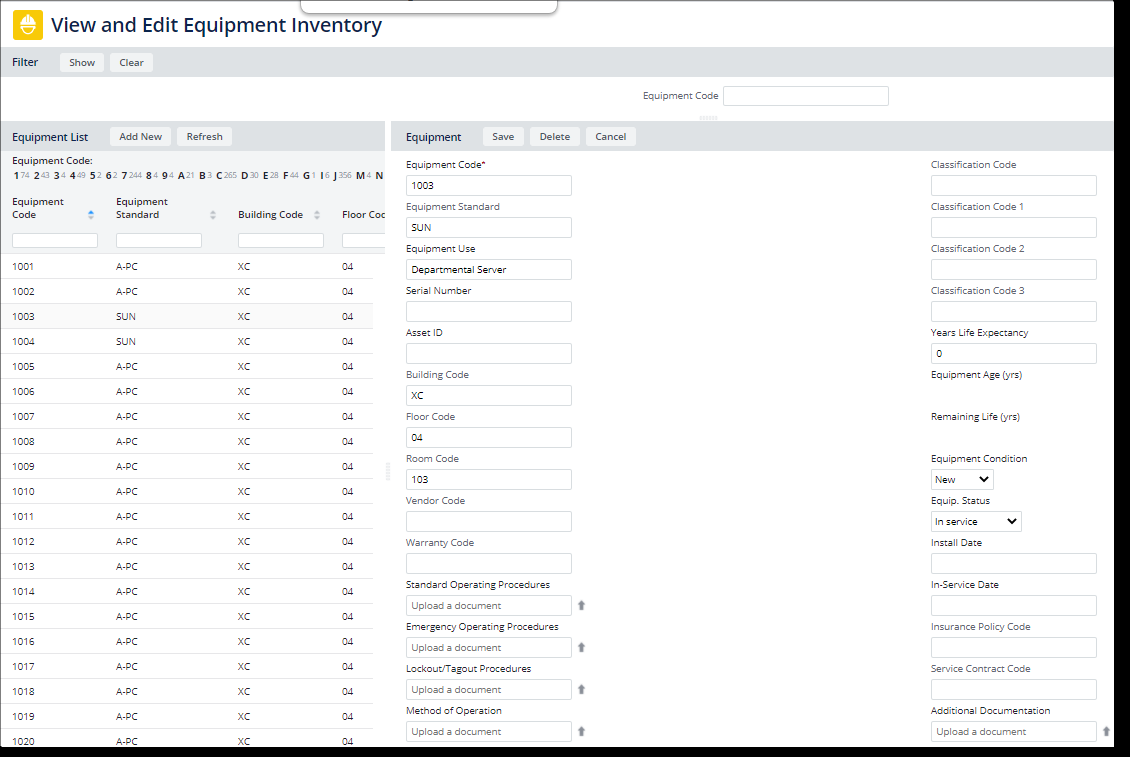 View and Edit Equipment Inventory
Filter Show Clear
Equipment Code
Equipment List Add New Refresh
Equipment Code:
1 74 2 43 3 4 4 49 5 2 6 2 7 244 8 4 9 4 A 21 B 3 C 265 D 30 E 28 F 44 G 1 I 6 J 356 M 4 N
Equipment Code Equipment Standard Building Code Floor Cod
1001 A-PC XC 04
1002 A-PC XC 04
1003 SUN XC 04
1004 SUN XC 04
1005 A-PC XC 04
1006 A-PC XC 04
1007 A-PC XC 04
1008 A-PC XC 04
1009 A-PC XC 04
1010 A-PC XC 04
1011 A-PC XC 04
1012 A-PC XC 04
1013 A-PC XC 04
1014 A-PC XC 04
1015 A-PC XC 04
1016 A-PC XC 04
1017 A-PC XC 04
1018 A-PC XC 04
1019 A-PC XC 04
1020 A-PC XC 04
Equipment Save Delete Cancel
Equipment Code*
1003
Equipment Standard
SUN
Equipment Use
Departmental Server
Serial Number
Asset ID
Building Code
XC
Floor Code
04
Room Code
103
Vendor Code
Warranty Code
Standard Operating Procedures
Upload a document
Emergency Operating Procedures
Upload a document
Lockout/Tagout Procedures
Upload a document
Method of Operation
Upload a document
Classification Code
Classification Code 1
Classification Code 2
Classification Code 3
Years Life Expectancy
0
Equipment Age (yrs)
Remaining Life (yrs)
Equipment Condition
New
Equip. Status
In service
Install Date
In-Service Date
Insurance Policy Code
Service Contract Code
Additional Documentation
Upload a document